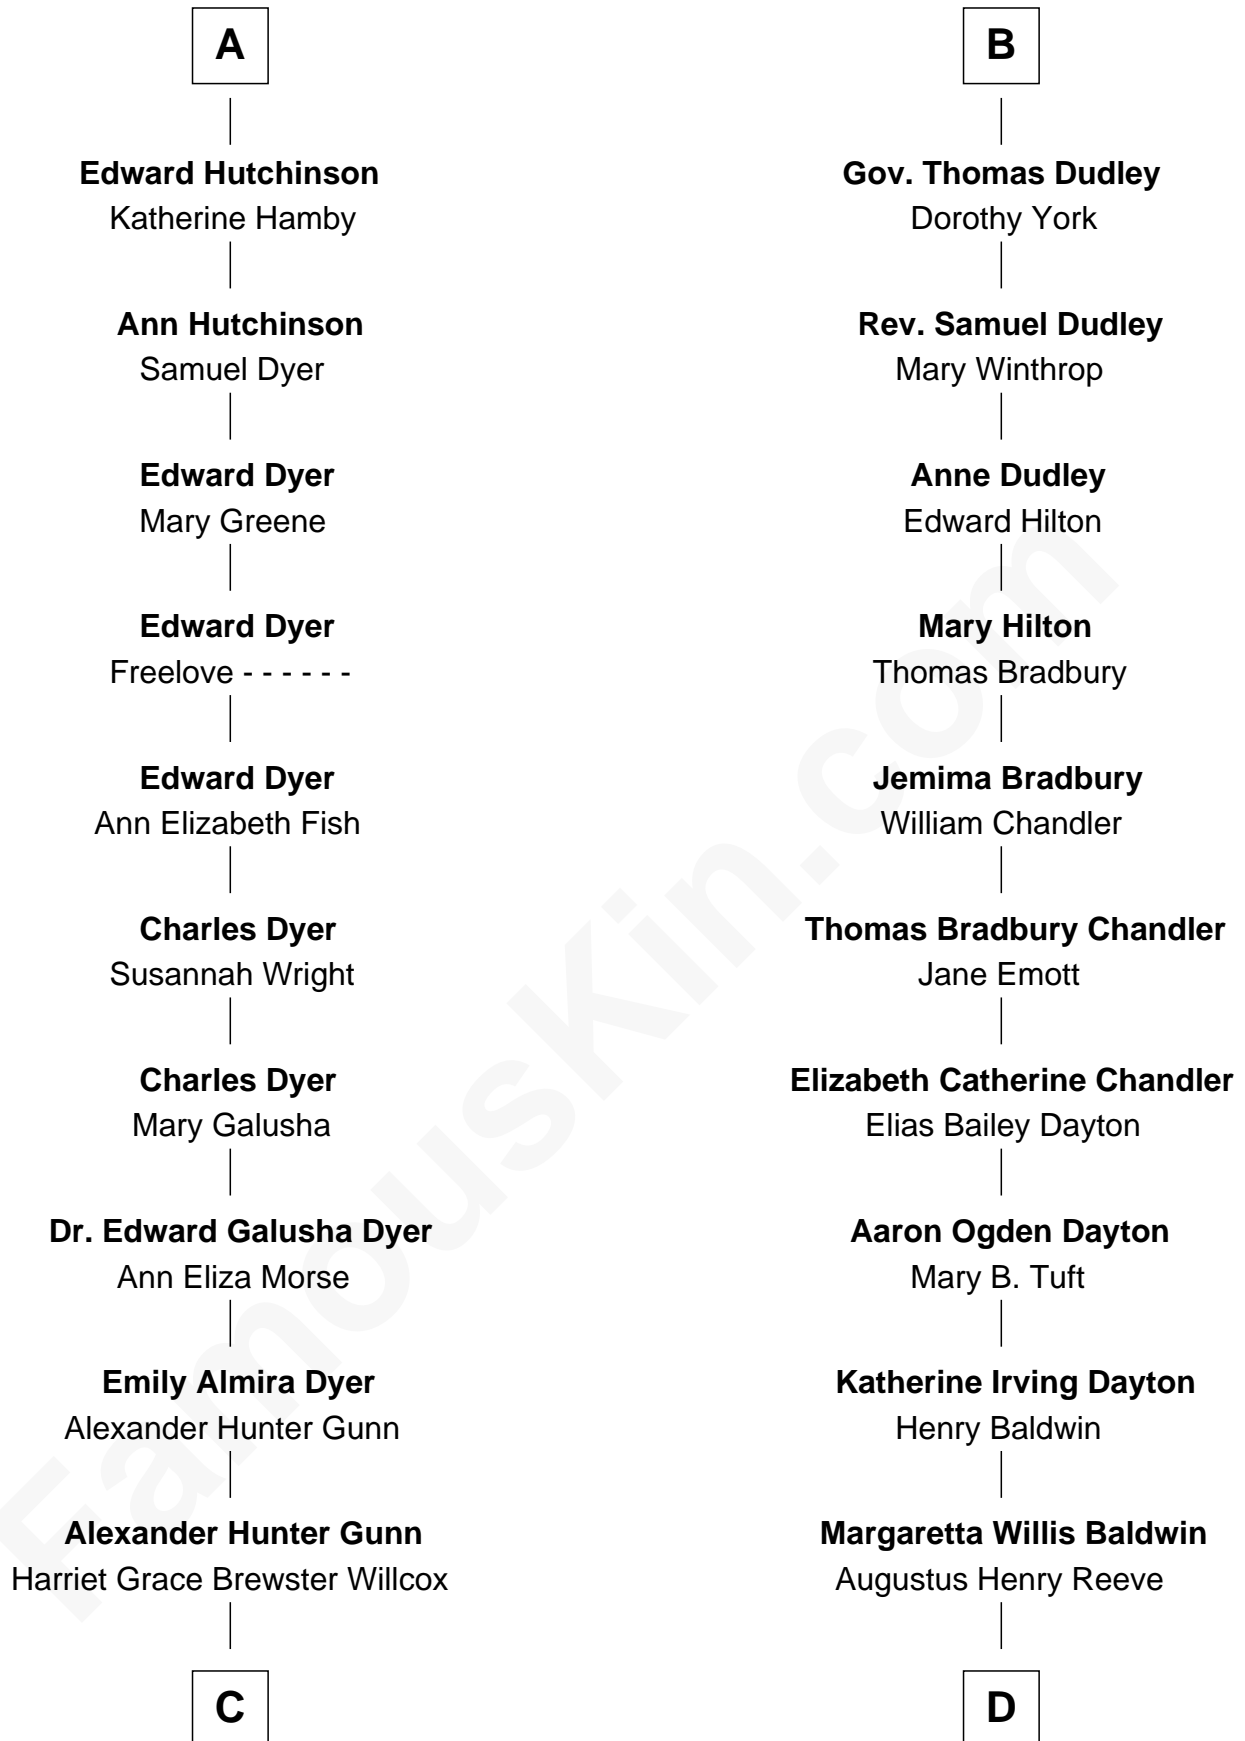 A
Edward Hutchinson
Katherine Hamby
Ann Hutchinson
Samuel Dyer
Edward Dyer
Mary Greene
Edward Dyer
Freelove - - - - - -
Edward Dyer
Ann Elizabeth Fish
Charles Dyer
Susannah Wright
Charles Dyer
Mary Galusha
Dr. Edward Galusha Dyer
Ann Eliza Morse
Emily Almira Dyer
Alexander Hunter Gunn
Alexander Hunter Gunn
Harriet Grace Brewster Willcox
C
B
Gov. Thomas Dudley
Dorothy York
Rev. Samuel Dudley
Mary Winthrop
Anne Dudley
Edward Hilton
Mary Hilton
Thomas Bradbury
Jemima Bradbury
William Chandler
Thomas Bradbury Chandler
Jane Emott
Elizabeth Catherine Chandler
Elias Bailey Dayton
Aaron Ogden Dayton
Mary B. Tuft
Katherine Irving Dayton
Henry Baldwin
Margaretta Willis Baldwin
Augustus Henry Reeve
D
FamousKin.com